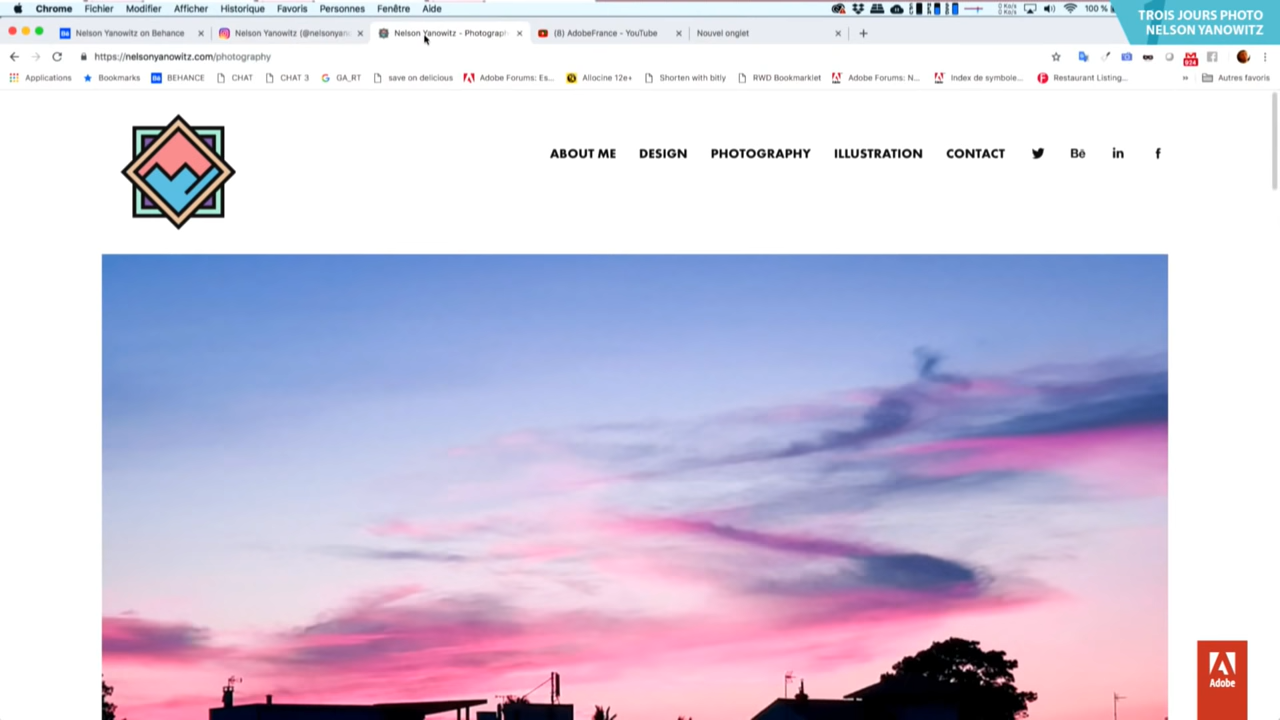 Chrome Fichier Modifier Afficher Historique Favoris Personnes Fenêtre Aide
100 %
TROIS JOURS PHOTO
NELSON YANOWITZ
Nelson Yanowitz on Behance
Nelson Yanowitz (@nelsonyan
Nelson Yanowitz - Photograph
(8) AdobeFrance - YouTube
Nouvel onglet
https://nelsonyanowitz.com/photography
Applications Bookmarks BEHANCE CHAT CHAT 3 GA_RT save on delicious Adobe Forums: Es... Allocine 12e+ Shorten with bitly RWD Bookmarklet Adobe Forums: N... Index de symbole... Restaurant Listing... » Autres favoris
ABOUT ME DESIGN PHOTOGRAPHY ILLUSTRATION CONTACT Bē in f
Adobe